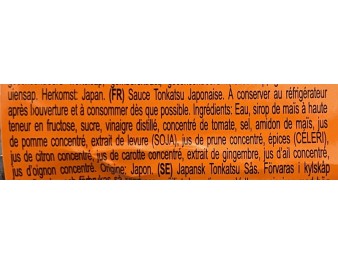 uiensap. Herkomst: Japan. (FR) Sauce Tonkatsu Japonaise. À conserver au réfrigérateur
après l'ouverture et à consommer dès que possible. Ingrédients: Eau, sirop de maïs à haute
teneur en fructose, sucre, vinaigre distillé, concentré de tomate, sel, amidon de maïs, jus
de pomme concentré, extrait de levure (SOJA), jus de prune concentré, épices (CÉLERI),
jus de citron concentré, jus de carotte concentré, extrait de gingembre, jus d'ail concentré,
jus d'oignon concentré. Origine: Japon. (SE) Japansk Tonkatsu Sås. Förvaras i kylskåp